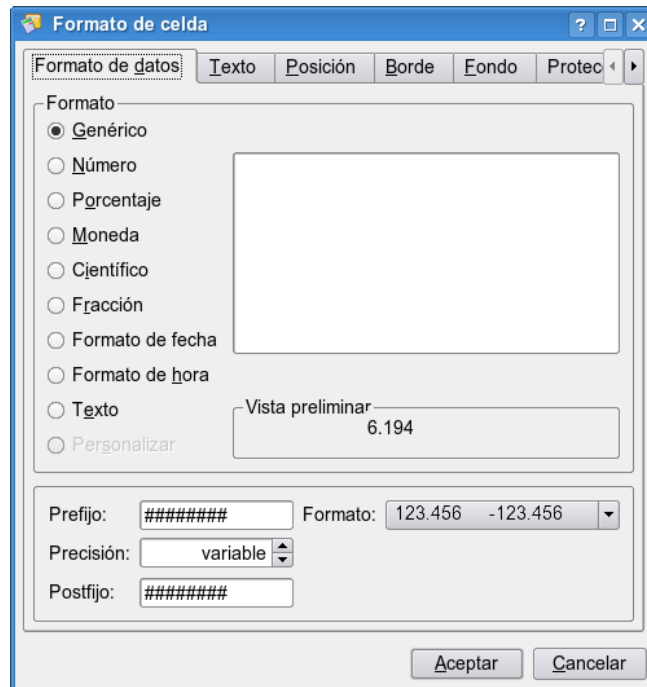 Formato de celda
Formato de datos Texto Posición Borde Fondo Protec
Formato
Genérico
Número
Porcentaje
Moneda
Científico
Fracción
Formato de fecha
Formato de hora
Texto
Personalizar
Vista preliminar
6.194
Prefijo: ######## Formato: 123.456 -123.456
Precisión: variable
Postfijo: ########
Aceptar Cancelar